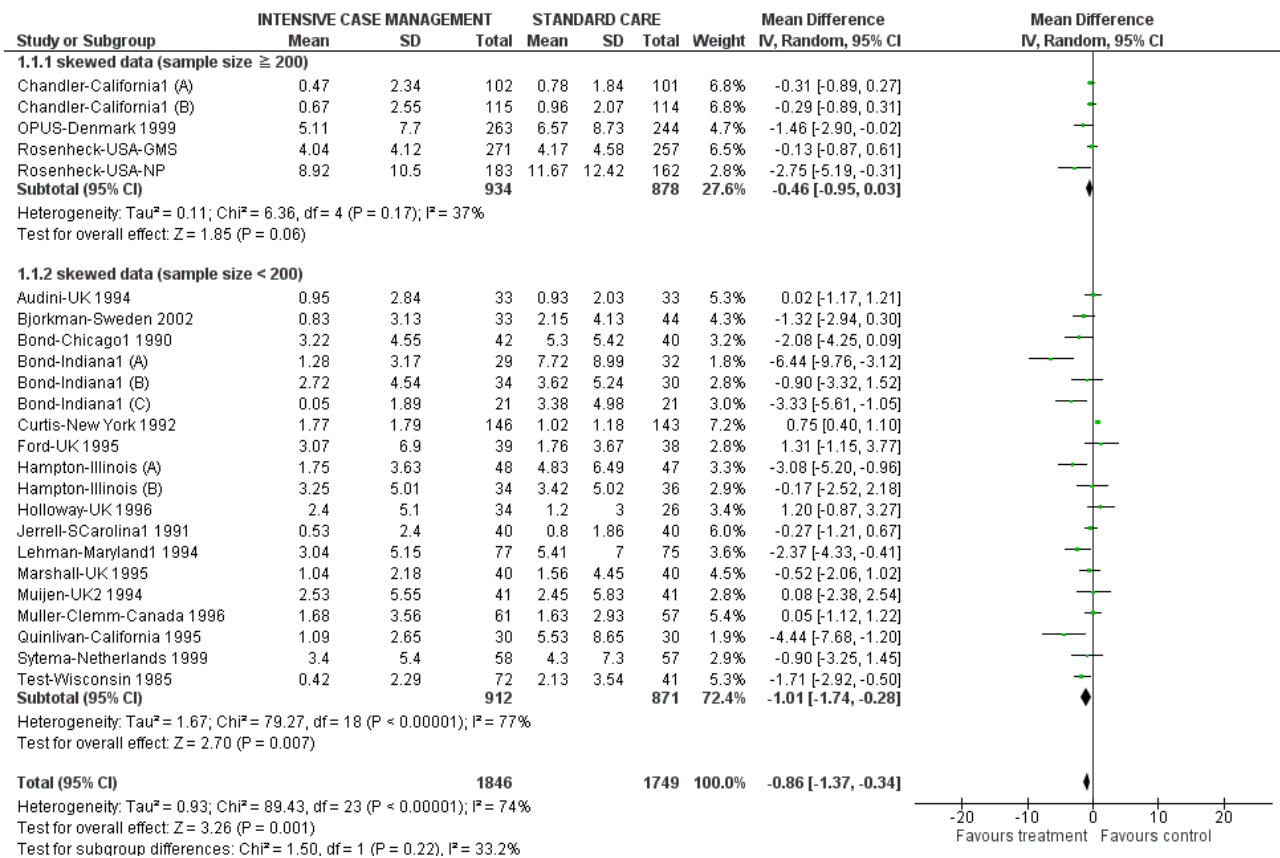 INTENSIVE CASE MANAGEMENT STANDARD CARE Mean Difference Mean Difference
Study or Subgroup Mean SD Total Mean SD Total Weight IV, Random, 95% CI IV, Random, 95% CI
1.1.1 skewed data (sample size ≧ 200)
Chandler-California1 (A) 0.47 2.34 102 0.78 1.84 101 6.8% -0.31 [-0.89, 0.27]
Chandler-California1 (B) 0.67 2.55 115 0.96 2.07 114 6.8% -0.29 [-0.89, 0.31]
OPUS-Denmark 1999 5.11 7.7 263 6.57 8.73 244 4.7% -1.46 [-2.90, -0.02]
Rosenheck-USA-GMS 4.04 4.12 271 4.17 4.58 257 6.5% -0.13 [-0.87, 0.61]
Rosenheck-USA-NP 8.92 10.5 183 11.67 12.42 162 2.8% -2.75 [-5.19, -0.31]
Subtotal (95% CI) 934 878 27.6% -0.46 [-0.95, 0.03]
Heterogeneity: Tau² = 0.11; Chi² = 6.36, df = 4 (P = 0.17); I² = 37%
Test for overall effect: Z = 1.85 (P = 0.06)
1.1.2 skewed data (sample size < 200)
Audini-UK 1994 0.95 2.84 33 0.93 2.03 33 5.3% 0.02 [-1.17, 1.21]
Bjorkman-Sweden 2002 0.83 3.13 33 2.15 4.13 44 4.3% -1.32 [-2.94, 0.30]
Bond-Chicago1 1990 3.22 4.55 42 5.3 5.42 40 3.2% -2.08 [-4.25, 0.09]
Bond-Indiana1 (A) 1.28 3.17 29 7.72 8.99 32 1.8% -6.44 [-9.76, -3.12]
Bond-Indiana1 (B) 2.72 4.54 34 3.62 5.24 30 2.8% -0.90 [-3.32, 1.52]
Bond-Indiana1 (C) 0.05 1.89 21 3.38 4.98 21 3.0% -3.33 [-5.61, -1.05]
Curtis-New York 1992 1.77 1.79 146 1.02 1.18 143 7.2% 0.75 [0.40, 1.10]
Ford-UK 1995 3.07 6.9 39 1.76 3.67 38 2.8% 1.31 [-1.15, 3.77]
Hampton-Illinois (A) 1.75 3.63 48 4.83 6.49 47 3.3% -3.08 [-5.20, -0.96]
Hampton-Illinois (B) 3.25 5.01 34 3.42 5.02 36 2.9% -0.17 [-2.52, 2.18]
Holloway-UK 1996 2.4 5.1 34 1.2 3 26 3.4% 1.20 [-0.87, 3.27]
Jerrell-SCarolina1 1991 0.53 2.4 40 0.8 1.86 40 6.0% -0.27 [-1.21, 0.67]
Lehman-Maryland1 1994 3.04 5.15 77 5.41 7 75 3.6% -2.37 [-4.33, -0.41]
Marshall-UK 1995 1.04 2.18 40 1.56 4.45 40 4.5% -0.52 [-2.06, 1.02]
Muijen-UK2 1994 2.53 5.55 41 2.45 5.83 41 2.8% 0.08 [-2.38, 2.54]
Muller-Clemm-Canada 1996 1.68 3.56 61 1.63 2.93 57 5.4% 0.05 [-1.12, 1.22]
Quinlivan-California 1995 1.09 2.65 30 5.53 8.65 30 1.9% -4.44 [-7.68, -1.20]
Sytema-Netherlands 1999 3.4 5.4 58 4.3 7.3 57 2.9% -0.90 [-3.25, 1.45]
Test-Wisconsin 1985 0.42 2.29 72 2.13 3.54 41 5.3% -1.71 [-2.92, -0.50]
Subtotal (95% CI) 912 871 72.4% -1.01 [-1.74, -0.28]
Heterogeneity: Tau² = 1.67; Chi² = 79.27, df = 18 (P < 0.00001); I² = 77%
Test for overall effect: Z = 2.70 (P = 0.007)
Total (95% CI) 1846 1749 100.0% -0.86 [-1.37, -0.34]
Heterogeneity: Tau² = 0.93; Chi² = 89.43, df = 23 (P < 0.00001); I² = 74%
Test for overall effect: Z = 3.26 (P = 0.001)
Test for subgroup differences: Chi² = 1.50, df = 1 (P = 0.22), I² = 33.2%
-20 -10 0 10 20
Favours treatment Favours control